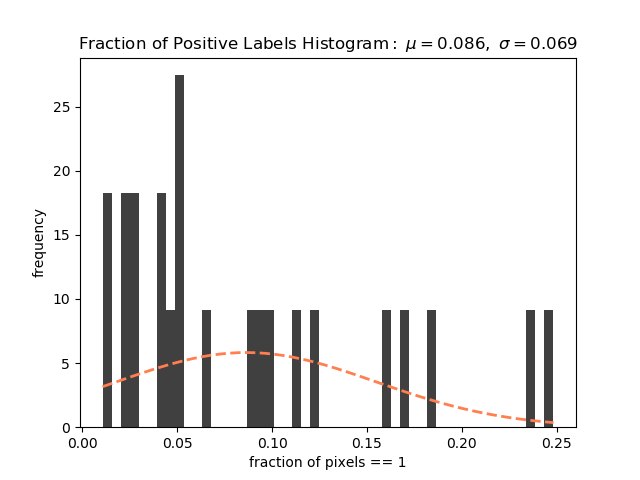 Fraction of Positive Labels Histogram: μ = 0.086, σ = 0.069
25
20
15
10
5
0
frequency
0.00 0.05 0.10 0.15 0.20 0.25
fraction of pixels == 1